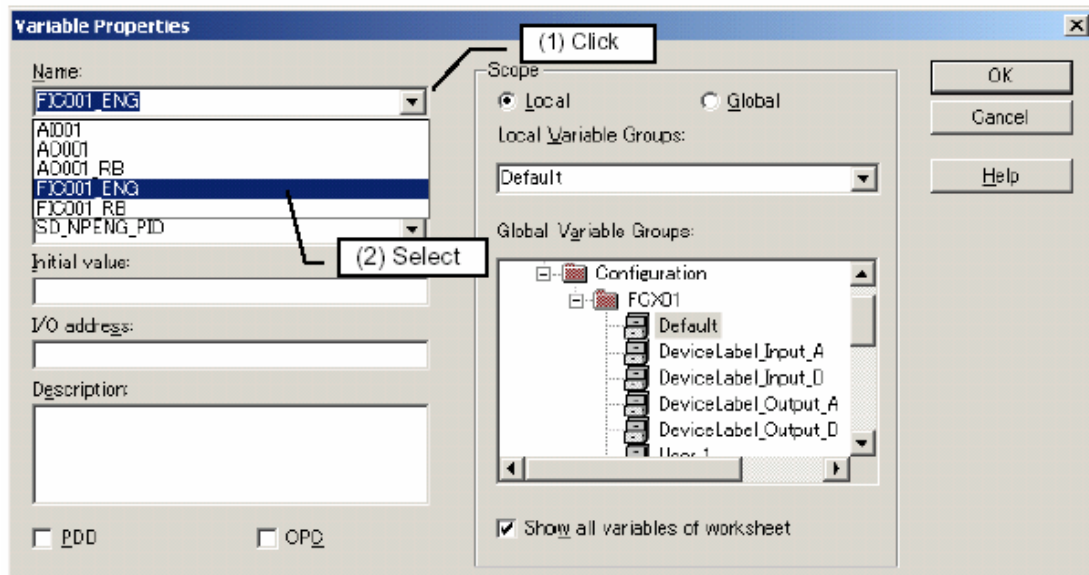 Variable Properties
(1) Click
Name:
FIC001_ENG
AI001
AO001
AO001_RB
FIC001_ENG
FIC001_RB
SD_NPENG_PID
(2) Select
Initial value:
I/O address:
Description:
PDD
OPC
Scope
Local
Global
Local Variable Groups:
Default
Global Variable Groups:
Configuration
FCX01
Default
DeviceLabel_Input_A
DeviceLabel_Input_D
DeviceLabel_Output_A
DeviceLabel_Output_D
User_1
Show all variables of worksheet
OK
Cancel
Help